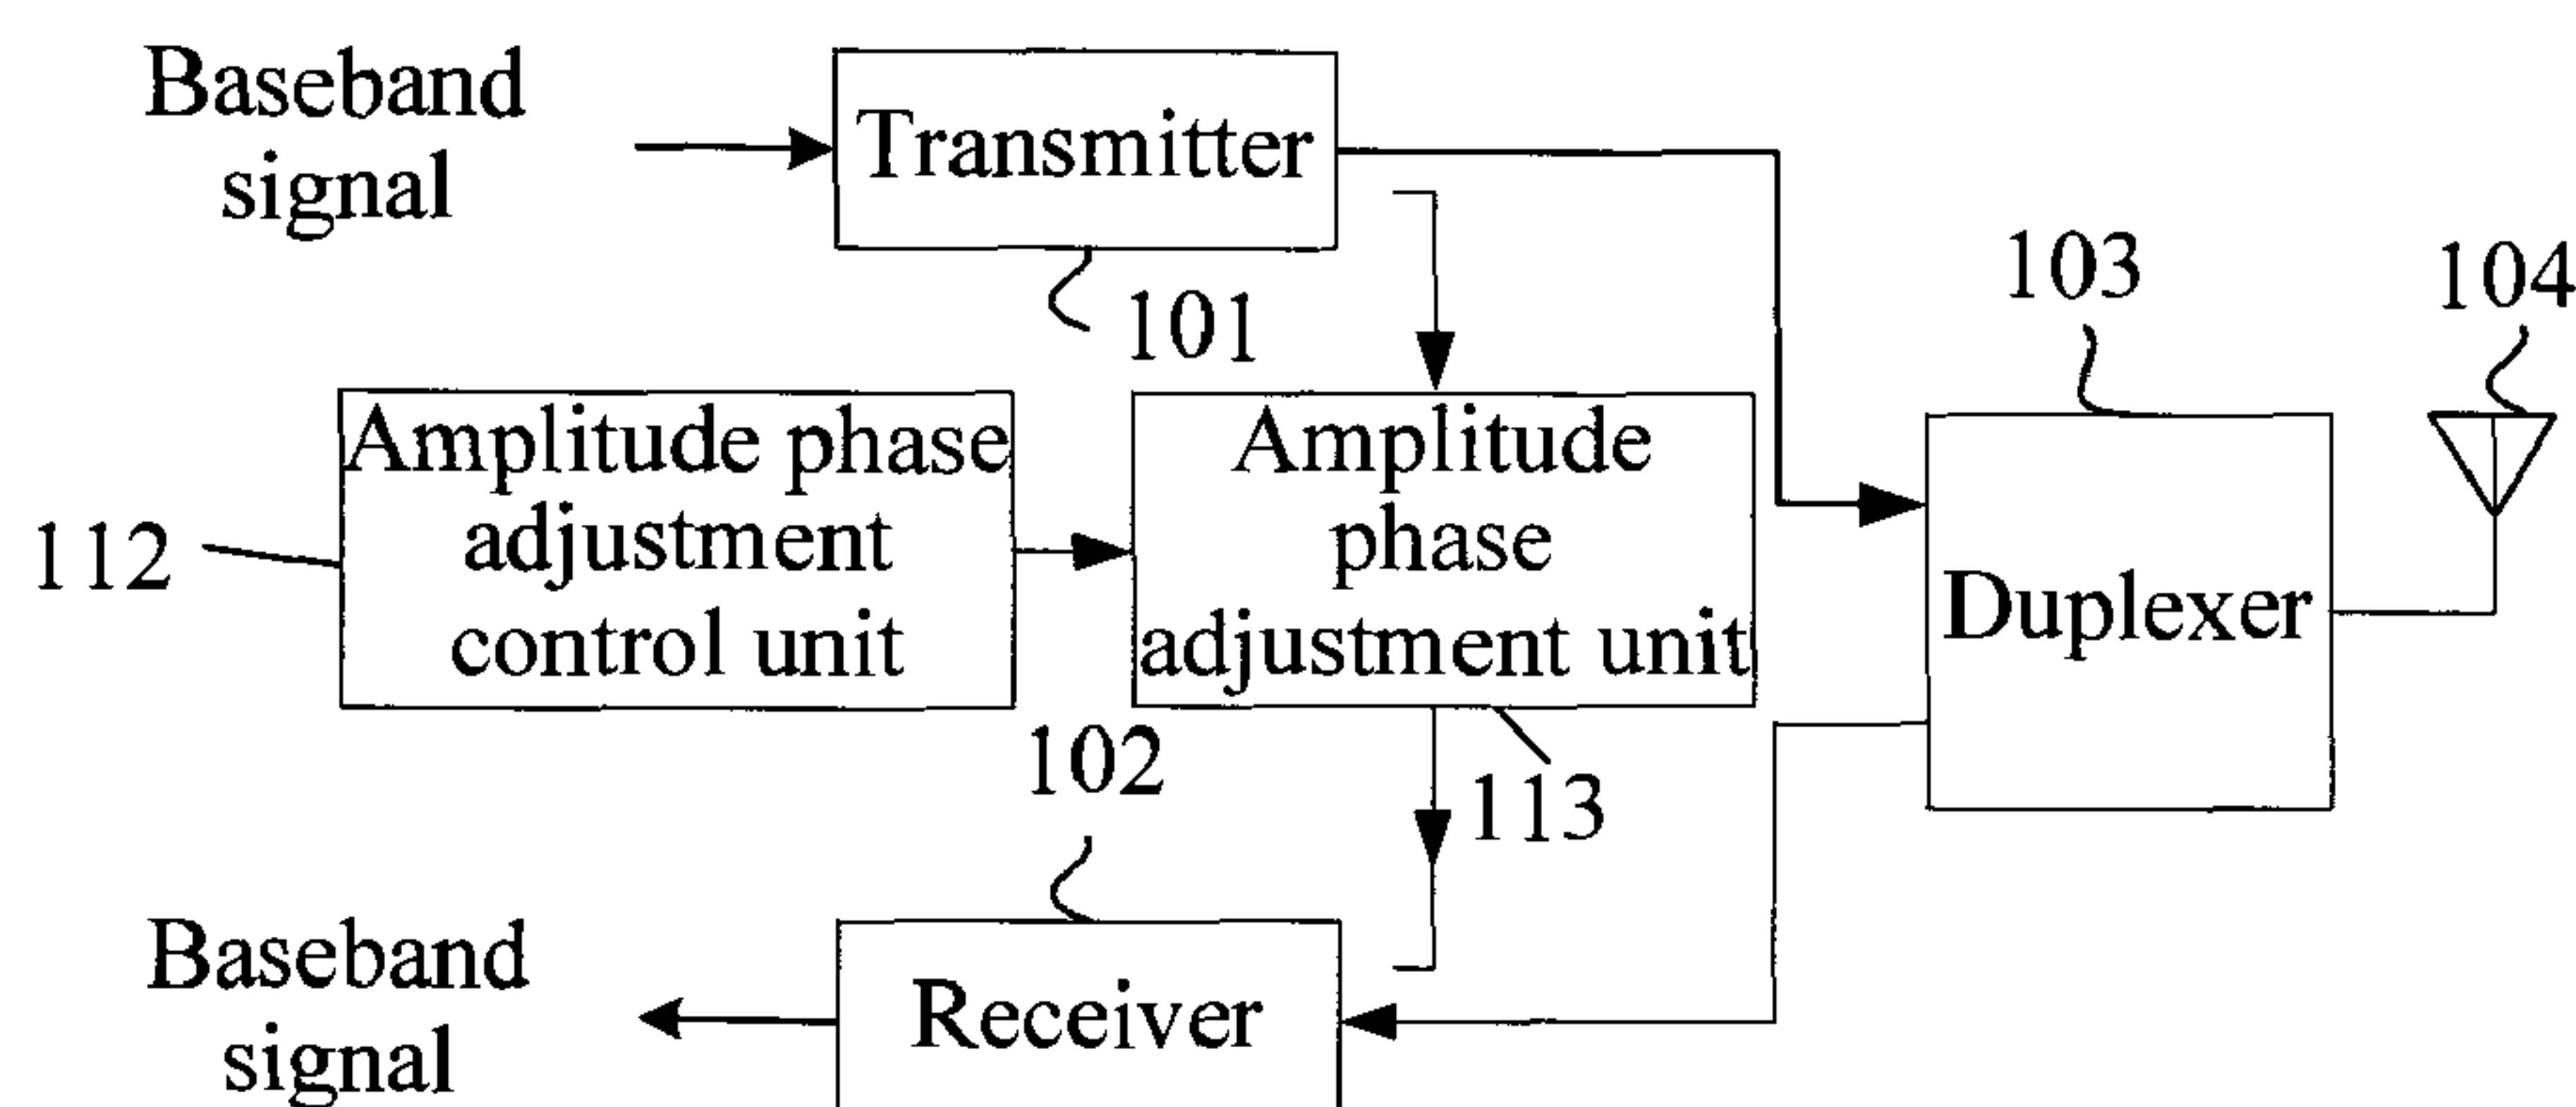 Baseband
signal
Transmitter
101
103
104
Amplitude phase
adjustment
control unit
112
Amplitude
phase
adjustment unit
113
Duplexer
102
Baseband
signal
Receiver